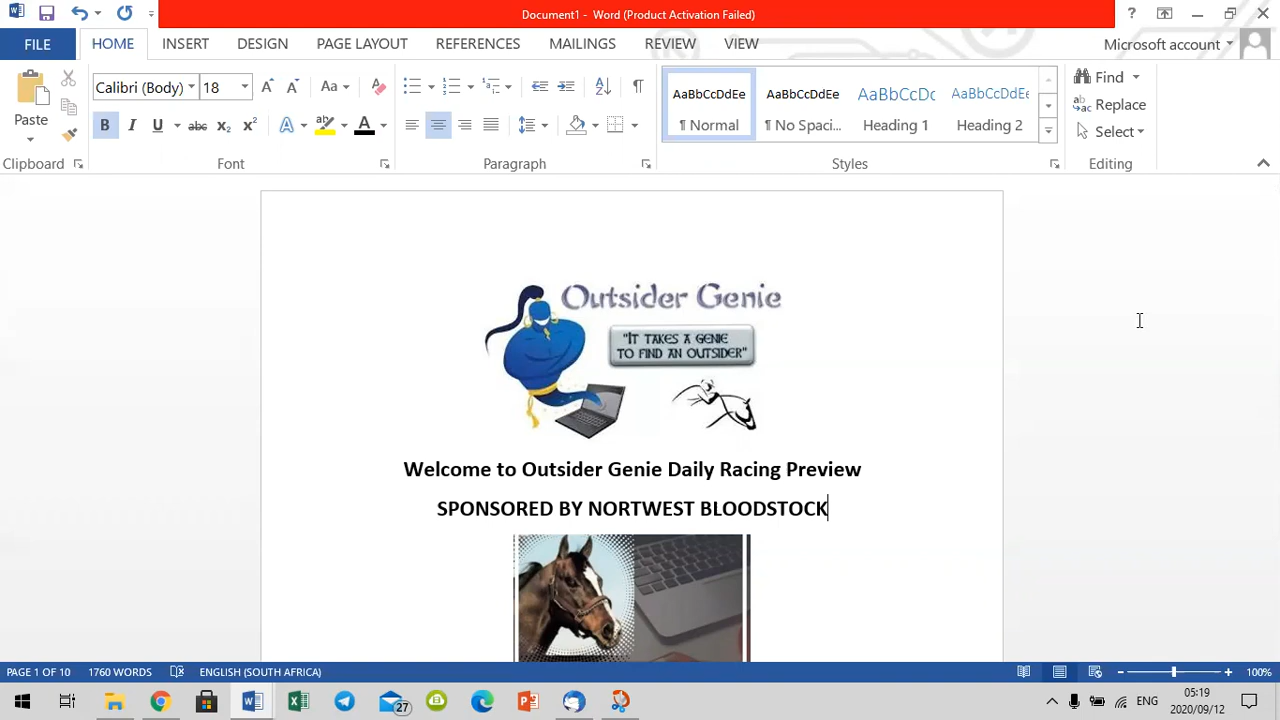 Document1 - Word (Product Activation Failed)
?
FILE HOME INSERT DESIGN PAGE LAYOUT REFERENCES MAILINGS REVIEW VIEW Microsoft account
Calibri (Body) 18 Aa
AaBbCcDdEe AaBbCcDdEe AaBbCcDc AaBbCcDdEe
¶ Normal ¶ No Spaci... Heading 1 Heading 2
Find
Replace
Select
Paste
B I U abc X₂ X² A A
Clipboard Font Paragraph Styles Editing
Outsider Genie
"IT TAKES A GENIE
TO FIND AN OUTSIDER"
Welcome to Outsider Genie Daily Racing Preview
SPONSORED BY NORTWEST BLOODSTOCK
PAGE 1 OF 10 1760 WORDS ENGLISH (SOUTH AFRICA) 100%
27
ENG
05:19
2020/09/12